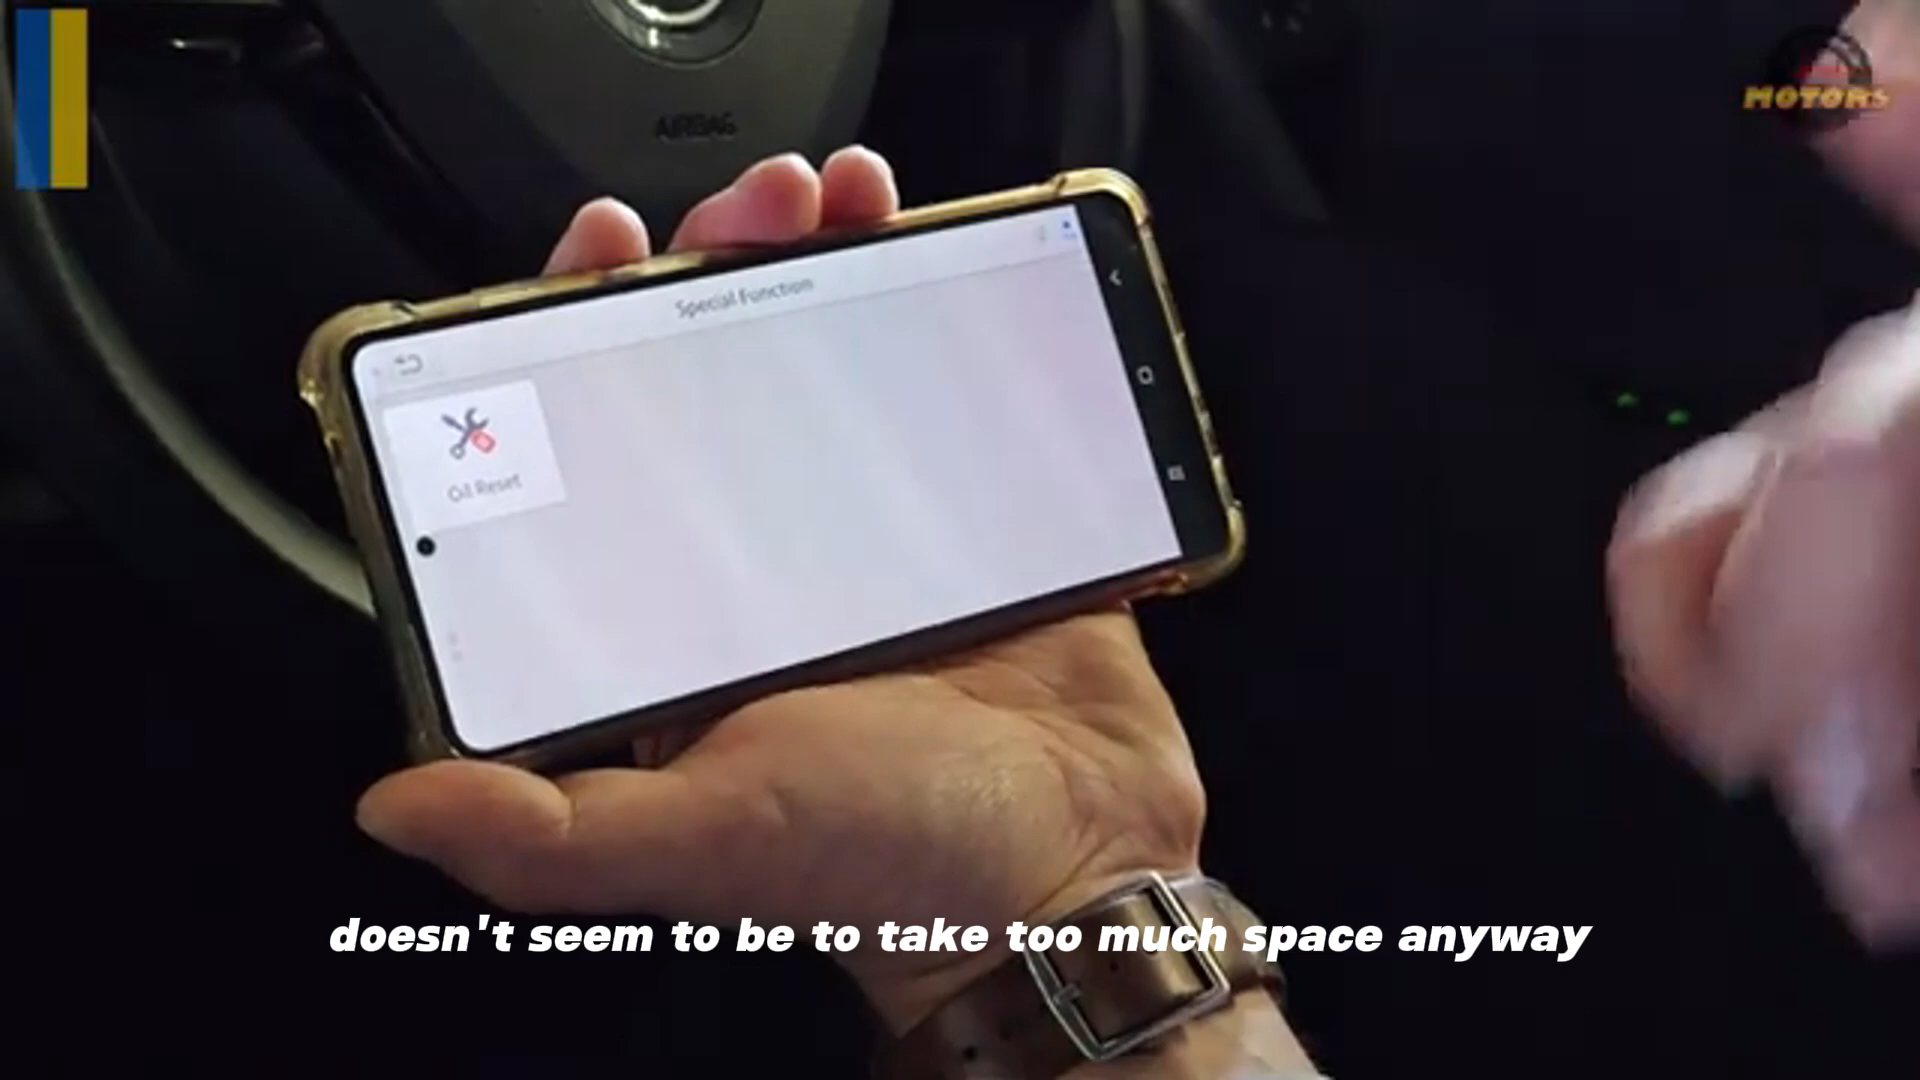 AIRBAG
MOTORS
Special Function
Oil Reset
doesn't seem to be to take too much space anyway